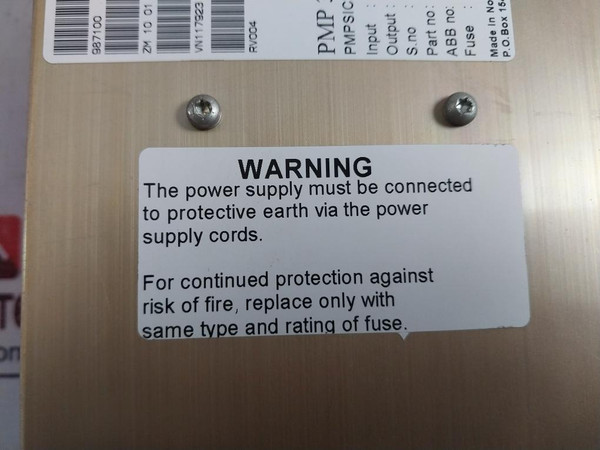 987100
ZM 10 01
VN117923
RV004
PMP
PMPSIC
Input :
Output :
S.no :
Part no:
ABB no:
Fuse :
Made in No
P.O. Box 15
WARNING
The power supply must be connected
to protective earth via the power
supply cords.
For continued protection against
risk of fire, replace only with
same type and rating of fuse.